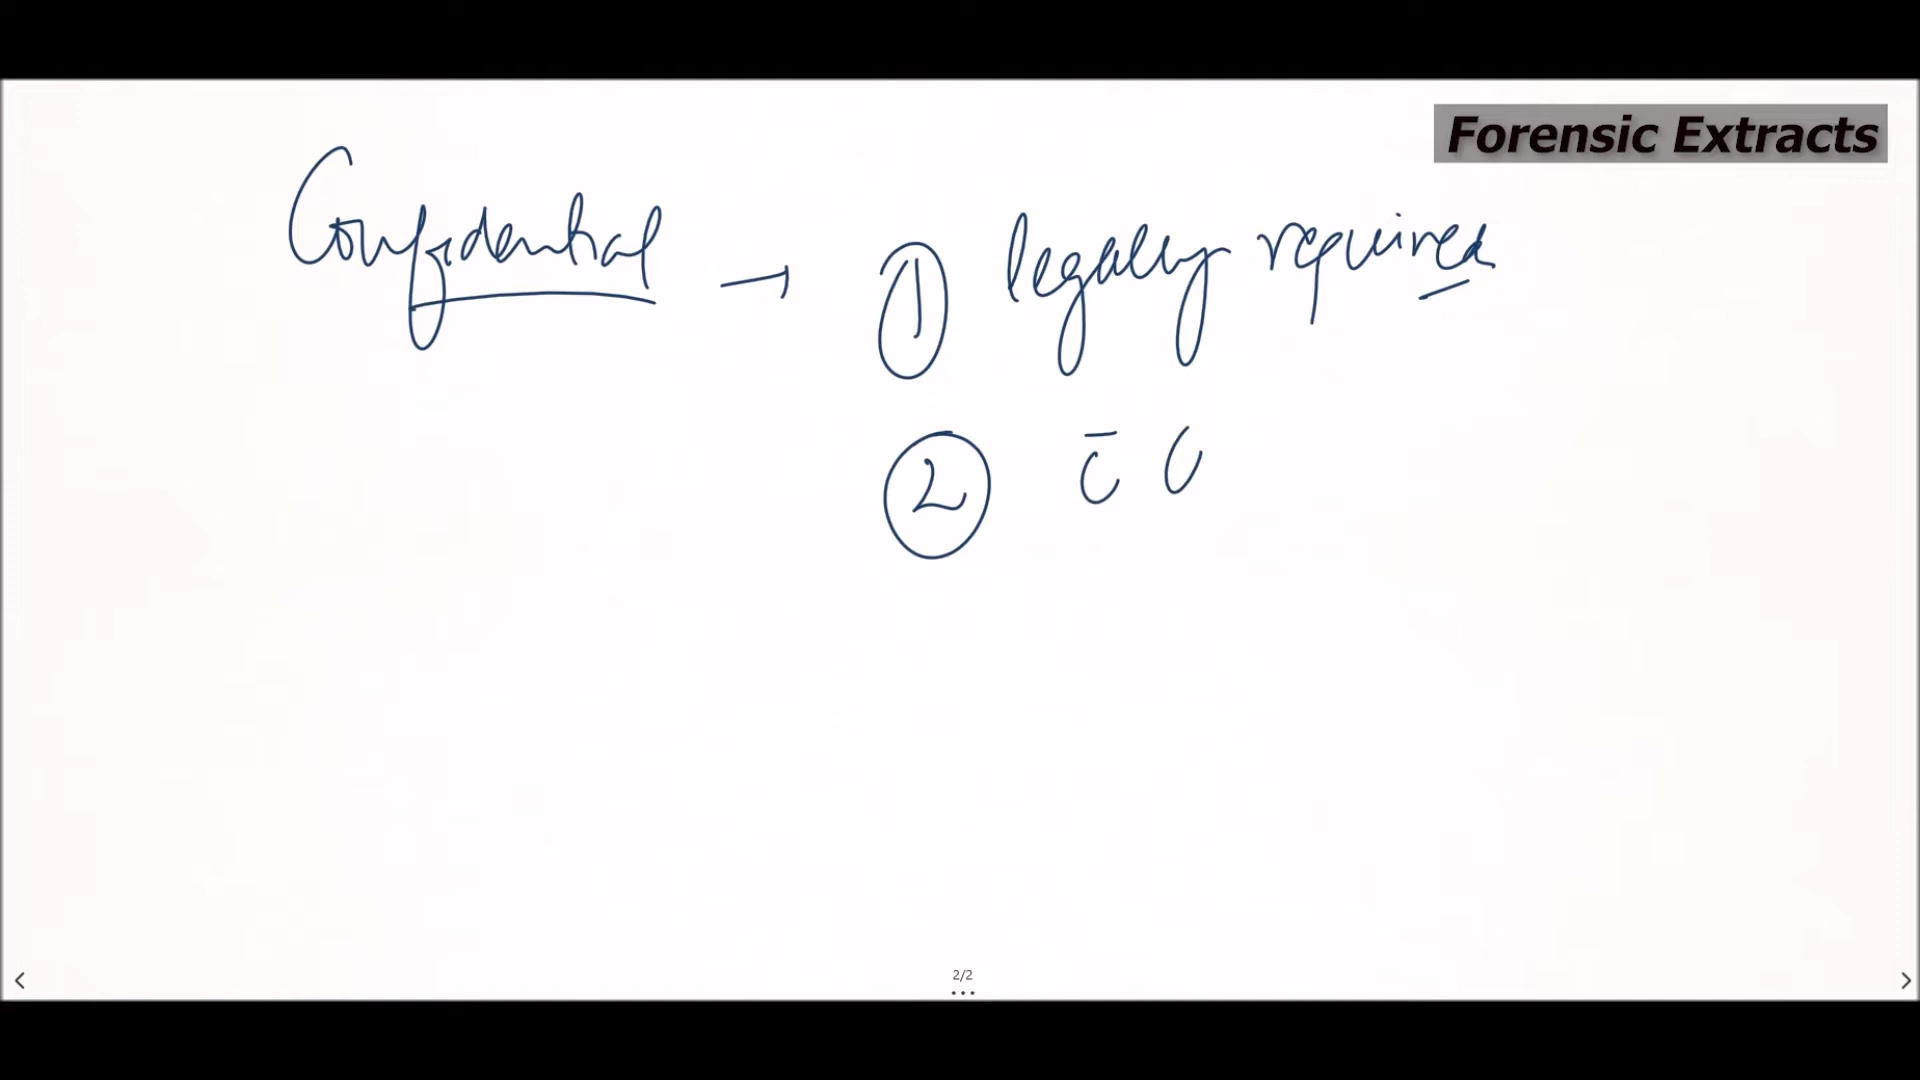 Forensic Extracts
Confidential → ① legally required
② c̄ C
2/2